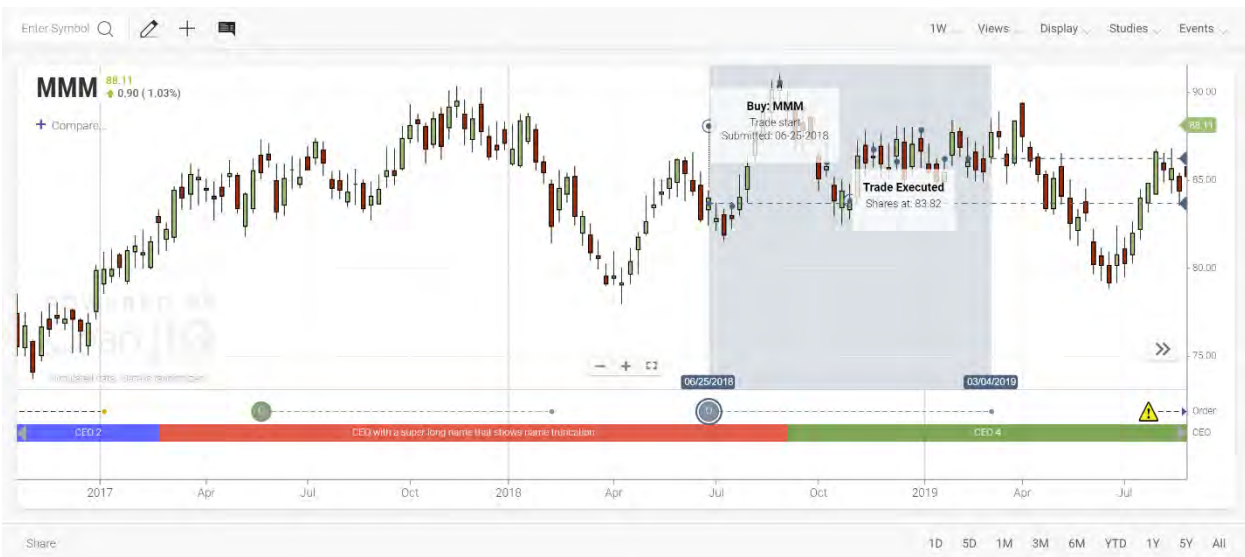 Enter Symbol
1W Views Display Studies Events
MMM 88.11
0.90 ( 1.03%)
+ Compare...
Buy: MMM
Trade start
Submitted: 06-25-2018
Trade Executed
Shares at: 83.82
90.00
88.11
85.00
80.00
75.00
06/25/2018 03/04/2019
Order
CEO 2 CEO with a super long name that shows name truncation CEO 4 CEO
2017 Apr Jul Oct 2018 Apr Jul Oct 2019 Apr Jul
Share 1D 5D 1M 3M 6M YTD 1Y 5Y All